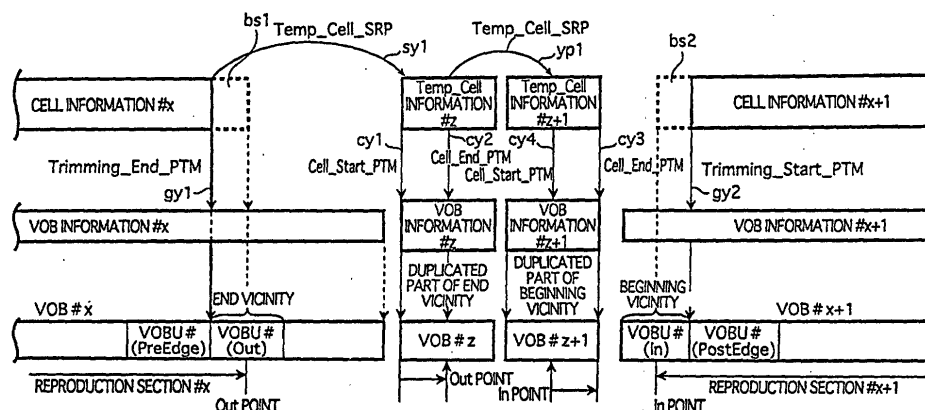 bs1
Temp_Cell_SRP
sy1
Temp_Cell_SRP
yp1
bs2
CELL INFORMATION #x
Temp_Cell
INFORMATION
#z
Temp_Cell
INFORMATION
#z+1
CELL INFORMATION #x+1
cy1
cy2
cy4
cy3
Cell_Start_PTM
Cell_End_PTM
Cell_Start_PTM
Cell_End_PTM
Trimming_End_PTM
gy1
Trimming_Start_PTM
gy2
VOB INFORMATION #x
VOB
INFORMATION
#z
VOB
INFORMATION
#z+1
VOB INFORMATION #x+1
DUPLICATED
PART OF END
VICINITY
DUPLICATED
PART OF
BEGINNING
VICINITY
VOB #x
END VICINITY
BEGINNING
VICINITY
VOB #x+1
VOBU #
(PreEdge)
VOBU #
(Out)
VOB # z
VOB # z+1
VOBU #
(In)
VOBU #
(PostEdge)
REPRODUCTION SECTION #x
Out POINT
Out POINT
In POINT
In POINT
REPRODUCTION SECTION #x+1